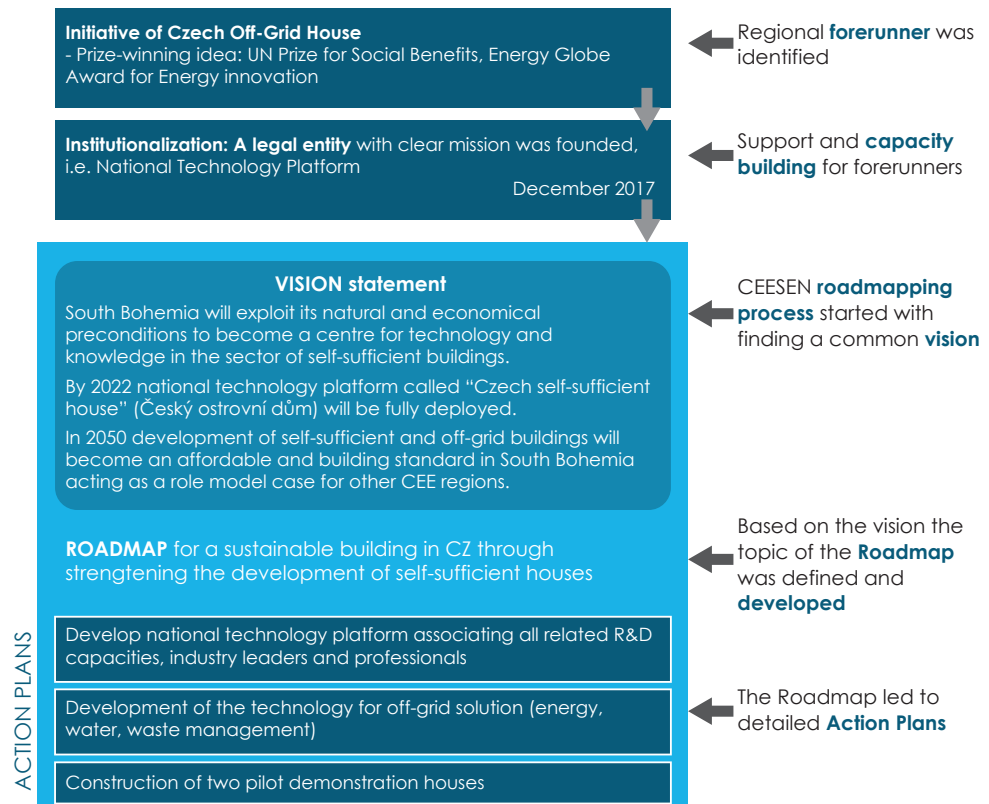 Initiative of Czech Off-Grid House
- Prize-winning idea: UN Prize for Social Benefits, Energy Globe
Award for Energy innovation
Regional forerunner was
identified
Institutionalization: A legal entity with clear mission was founded,
i.e. National Technology Platform
December 2017
Support and capacity
building for forerunners
VISION statement
South Bohemia will exploit its natural and economical
preconditions to become a centre for technology and
knowledge in the sector of self-sufficient buildings.
By 2022 national technology platform called “Czech self-sufficient
house” (Český ostrovní dům) will be fully deployed.
In 2050 development of self-sufficient and off-grid buildings will
become an affordable and building standard in South Bohemia
acting as a role model case for other CEE regions.
CEESEN roadmapping
process started with
finding a common vision
ROADMAP for a sustainable building in CZ through
strengtening the development of self-sufficient houses
Based on the vision the
topic of the Roadmap
was defined and
developed
ACTION PLANS
Develop national technology platform associating all related R&D
capacities, industry leaders and professionals
Development of the technology for off-grid solution (energy,
water, waste management)
Construction of two pilot demonstration houses
The Roadmap led to
detailed Action Plans